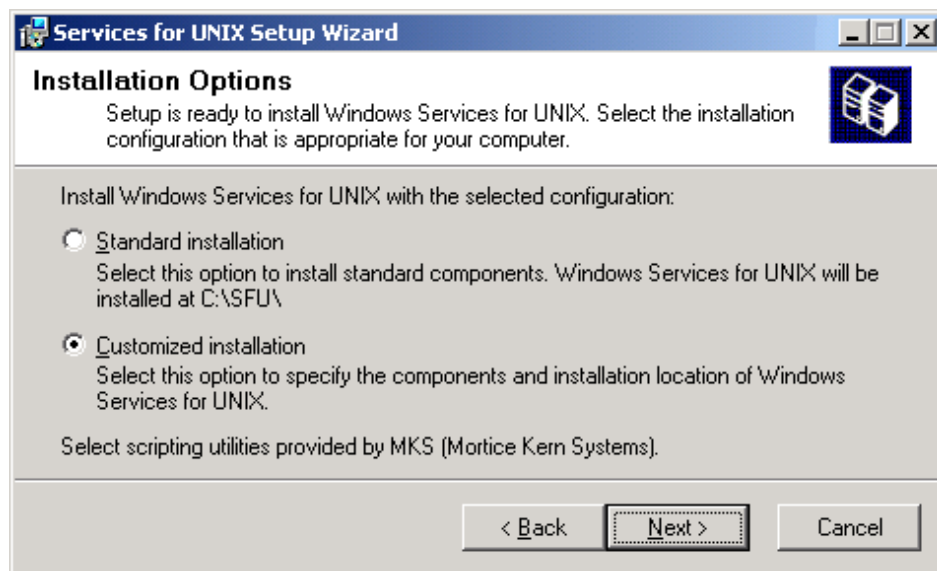 Services for UNIX Setup Wizard
Installation Options
Setup is ready to install Windows Services for UNIX. Select the installation
configuration that is appropriate for your computer.
Install Windows Services for UNIX with the selected configuration:
Standard installation
Select this option to install standard components. Windows Services for UNIX will be
installed at C:\SFU\
Customized installation
Select this option to specify the components and installation location of Windows
Services for UNIX.
Select scripting utilities provided by MKS (Mortice Kern Systems).
< Back Next > Cancel